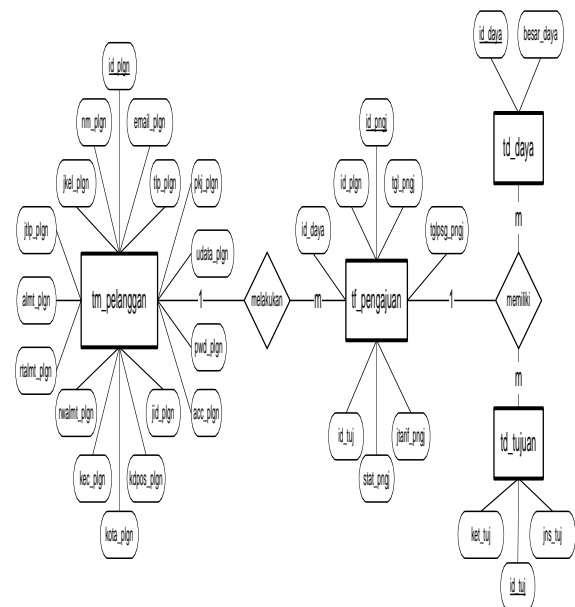 id_daya
besar_daya
id_plgn
nm_plgn
email_plgn
id_pngj
td_daya
jkel_plgn
tlp_plgn
pkj_plgn
id_plgn
tgl_pngj
jtlp_plgn
udata_plgn
id_daya
tglpsg_pngj
m
almt_plgn
tm_pelanggan
1
melakukan
m
tf_pengajuan
1
memiliki
rtalmt_plgn
pwd_plgn
m
rwalmt_plgn
jid_plgn
acc_plgn
id_tuj
jtarif_pngj
td_tujuan
kec_plgn
kdpos_plgn
stat_pngj
kota_plgn
ket_tuj
jns_tuj
id_tuj